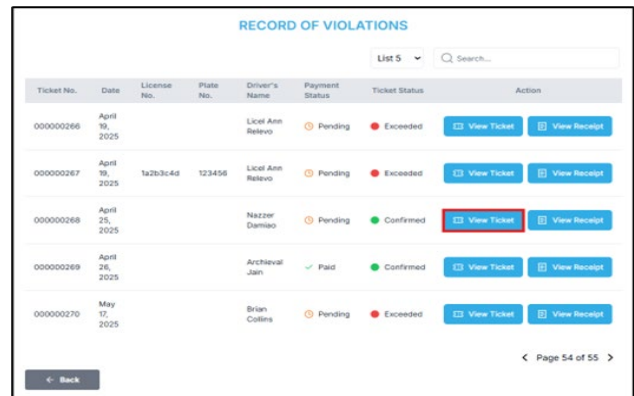 RECORD OF VIOLATIONS
List 5
Search...
Ticket No. Date License No. Plate No. Driver's Name Payment Status Ticket Status Action
000000266 April 19, 2025 Licel Ann Relevo Pending Exceeded View Ticket View Receipt
000000267 April 19, 2025 1a2b3c4d 123456 Licel Ann Relevo Pending Exceeded View Ticket View Receipt
000000268 April 25, 2025 Nazzer Damiao Pending Confirmed View Ticket View Receipt
000000269 April 26, 2025 Archieval Jain Paid Confirmed View Ticket View Receipt
000000270 May 17, 2025 Brian Collins Pending Exceeded View Ticket View Receipt
Page 54 of 55
Back